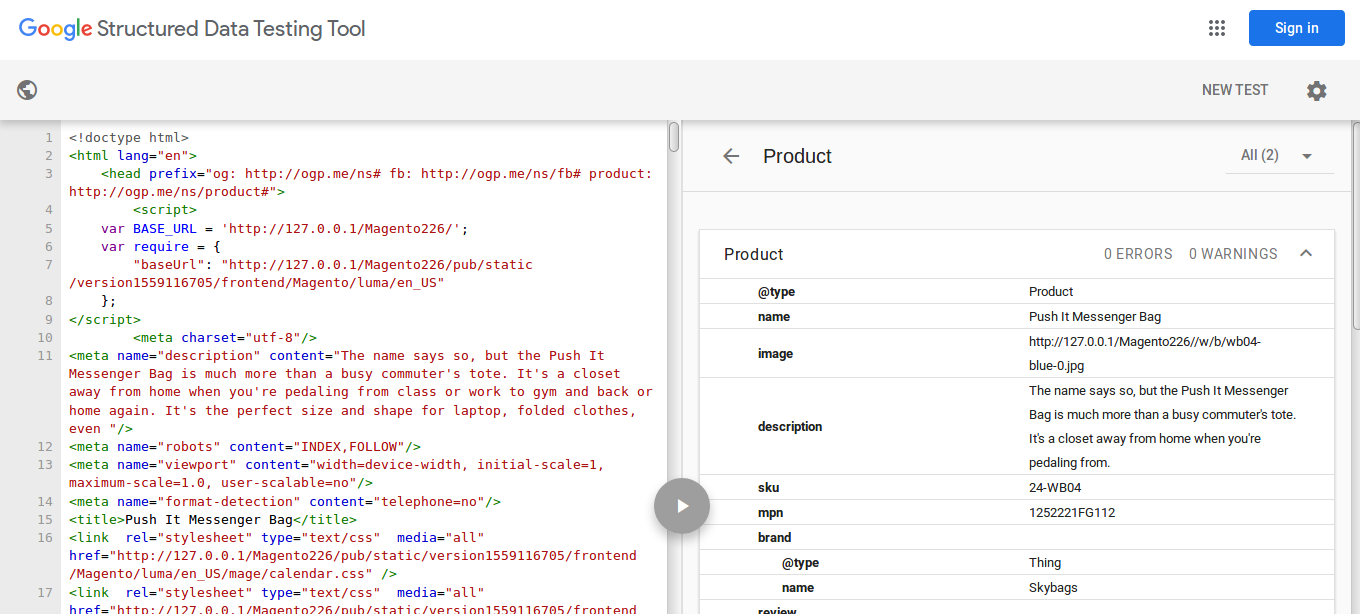 Google Structured Data Testing Tool
Sign in
NEW TEST
1 <!doctype html>
2 <html lang="en">
3 <head prefix="og: http://ogp.me/ns# fb: http://ogp.me/ns/fb# product:
http://ogp.me/ns/product#">
4 <script>
5 var BASE_URL = 'http://127.0.0.1/Magento226/';
6 var require = {
7 "baseUrl": "http://127.0.0.1/Magento226/pub/static
/version1559116705/frontend/Magento/luma/en_US"
8 };
9 </script>
10 <meta charset="utf-8"/>
11 <meta name="description" content="The name says so, but the Push It
Messenger Bag is much more than a busy commuter's tote. It's a closet
away from home when you're pedaling from class or work to gym and back or
home again. It's the perfect size and shape for laptop, folded clothes,
even "/>
12 <meta name="robots" content="INDEX,FOLLOW"/>
13 <meta name="viewport" content="width=device-width, initial-scale=1,
maximum-scale=1.0, user-scalable=no"/>
14 <meta name="format-detection" content="telephone=no"/>
15 <title>Push It Messenger Bag</title>
16 <link rel="stylesheet" type="text/css" media="all"
href="http://127.0.0.1/Magento226/pub/static/version1559116705/frontend
/Magento/luma/en_US/mage/calendar.css" />
17 <link rel="stylesheet" type="text/css" media="all"
href="http://127.0.0.1/Magento226/pub/static/version1559116705/frontend
Product
All (2)
Product 0 ERRORS 0 WARNINGS
@type Product
name Push It Messenger Bag
image http://127.0.0.1/Magento226//w/b/wb04-
blue-0.jpg
description The name says so, but the Push It Messenger
Bag is much more than a busy commuter's tote.
It's a closet away from home when you're
pedaling from.
sku 24-WB04
mpn 1252221FG112
brand
@type Thing
name Skybags
review